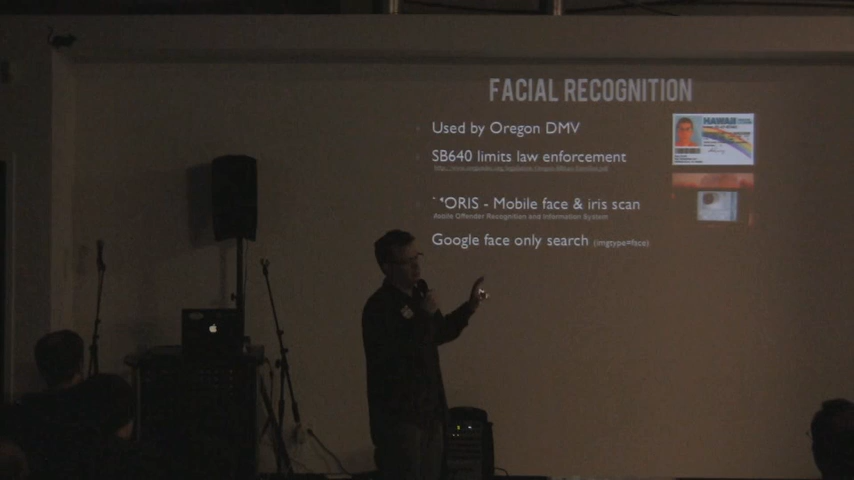 FACIAL RECOGNITION
Used by Oregon DMV
HAWAII
SB640 limits law enforcement
ORIS - Mobile face & iris scan
Mobile Offender Recognition and Information System
Google face only search (imgtype=face)